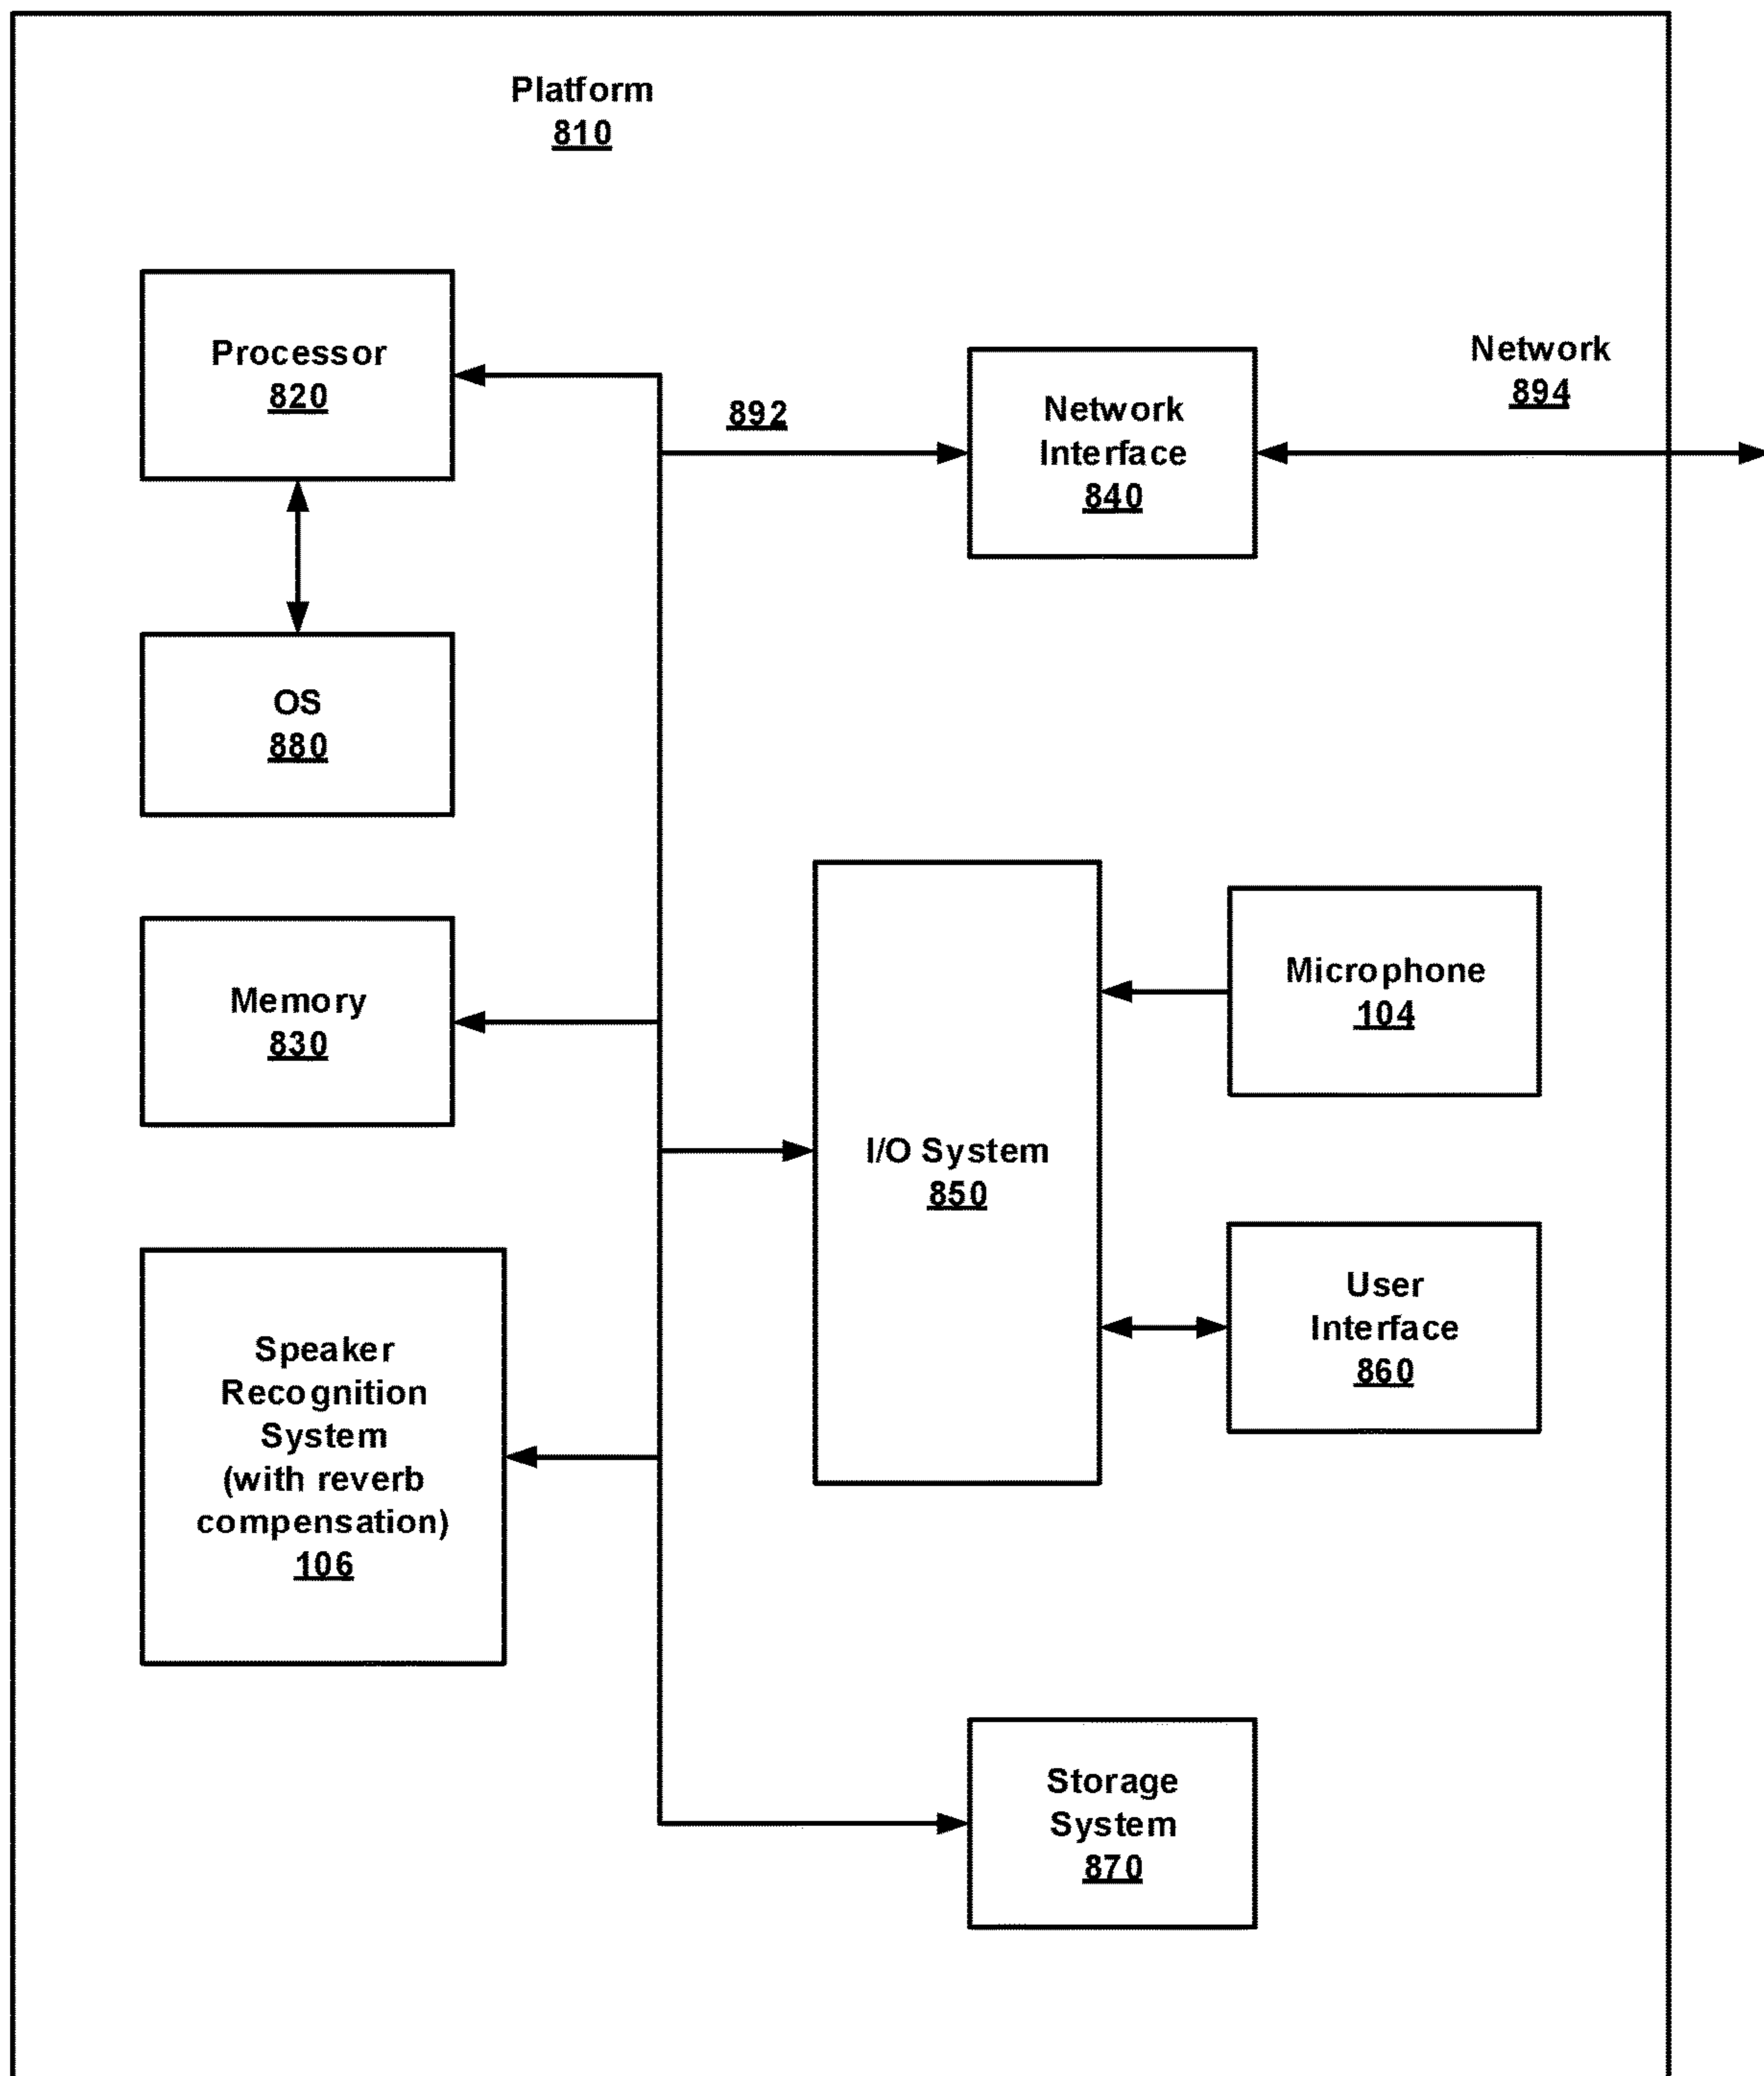 Platform
810
Processor
820
892
Network
Interface
840
Network
894
OS
880
Memory
830
I/O System
850
Microphone
104
User
Interface
860
Speaker
Recognition
System
(with reverb
compensation)
106
Storage
System
870